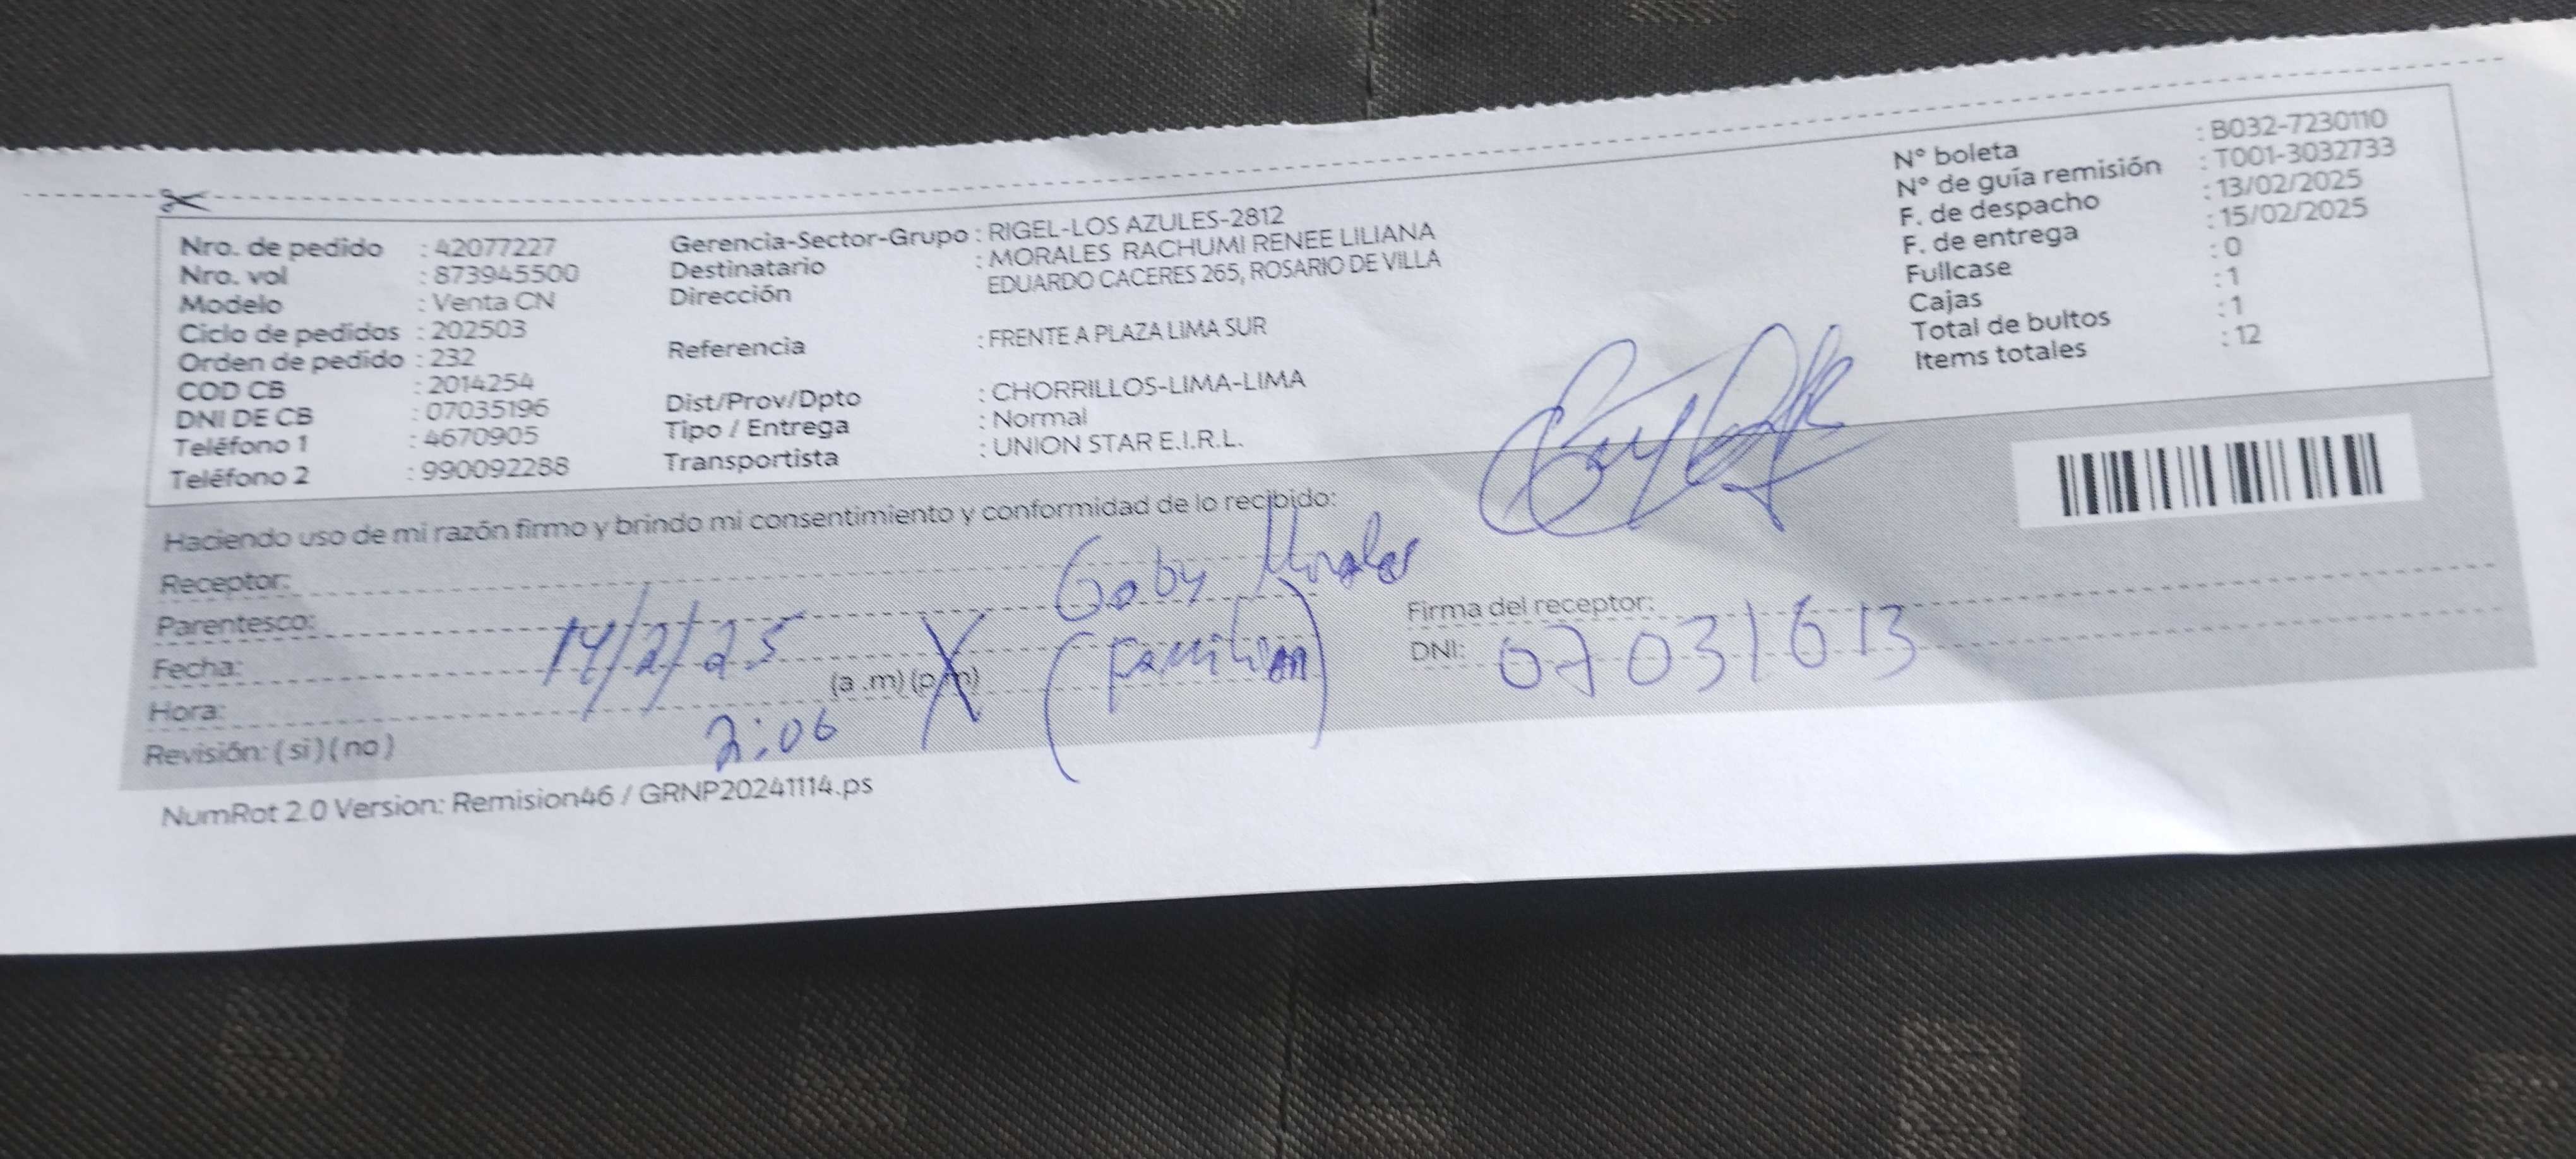 Nro. de pedido : 42077227
Nro. vol : 873945500
Modelo : Venta CN
Ciclo de pedidos : 202503
Orden de pedido : 232
COD CB : 2014254
DNI DE CB : 07035196
Teléfono 1 : 4670905
Teléfono 2 : 990092288
Gerencia-Sector-Grupo : RIGEL-LOS AZULES-2812
Destinatario : MORALES RACHUMI RENEE LILIANA
Dirección EDUARDO CACERES 265, ROSARIO DE VILLA
Referencia : FRENTE A PLAZA LIMA SUR
Dist/Prov/Dpto : CHORRILLOS-LIMA-LIMA
Tipo / Entrega : Normal
Transportista : UNION STAR E.I.R.L.
N° boleta : B032-7230110
N° de guía remisión : T001-3032733
F. de despacho : 13/02/2025
F. de entrega : 15/02/2025
Fullcase : 0
Cajas : 1
Total de bultos : 1
Items totales : 12
Haciendo uso de mi razón firmo y brindo mi consentimiento y conformidad de lo recibido:
Receptor: Gaby Morales
Parentesco: (Familiar)
Fecha: 14/2/25
Hora: 2:06 (a .m) (p.m) X
Revisión: ( si ) ( no )
Firma del receptor:
DNI: 07031613
NumRot 2.0 Version: Remision46 / GRNP20241114.ps